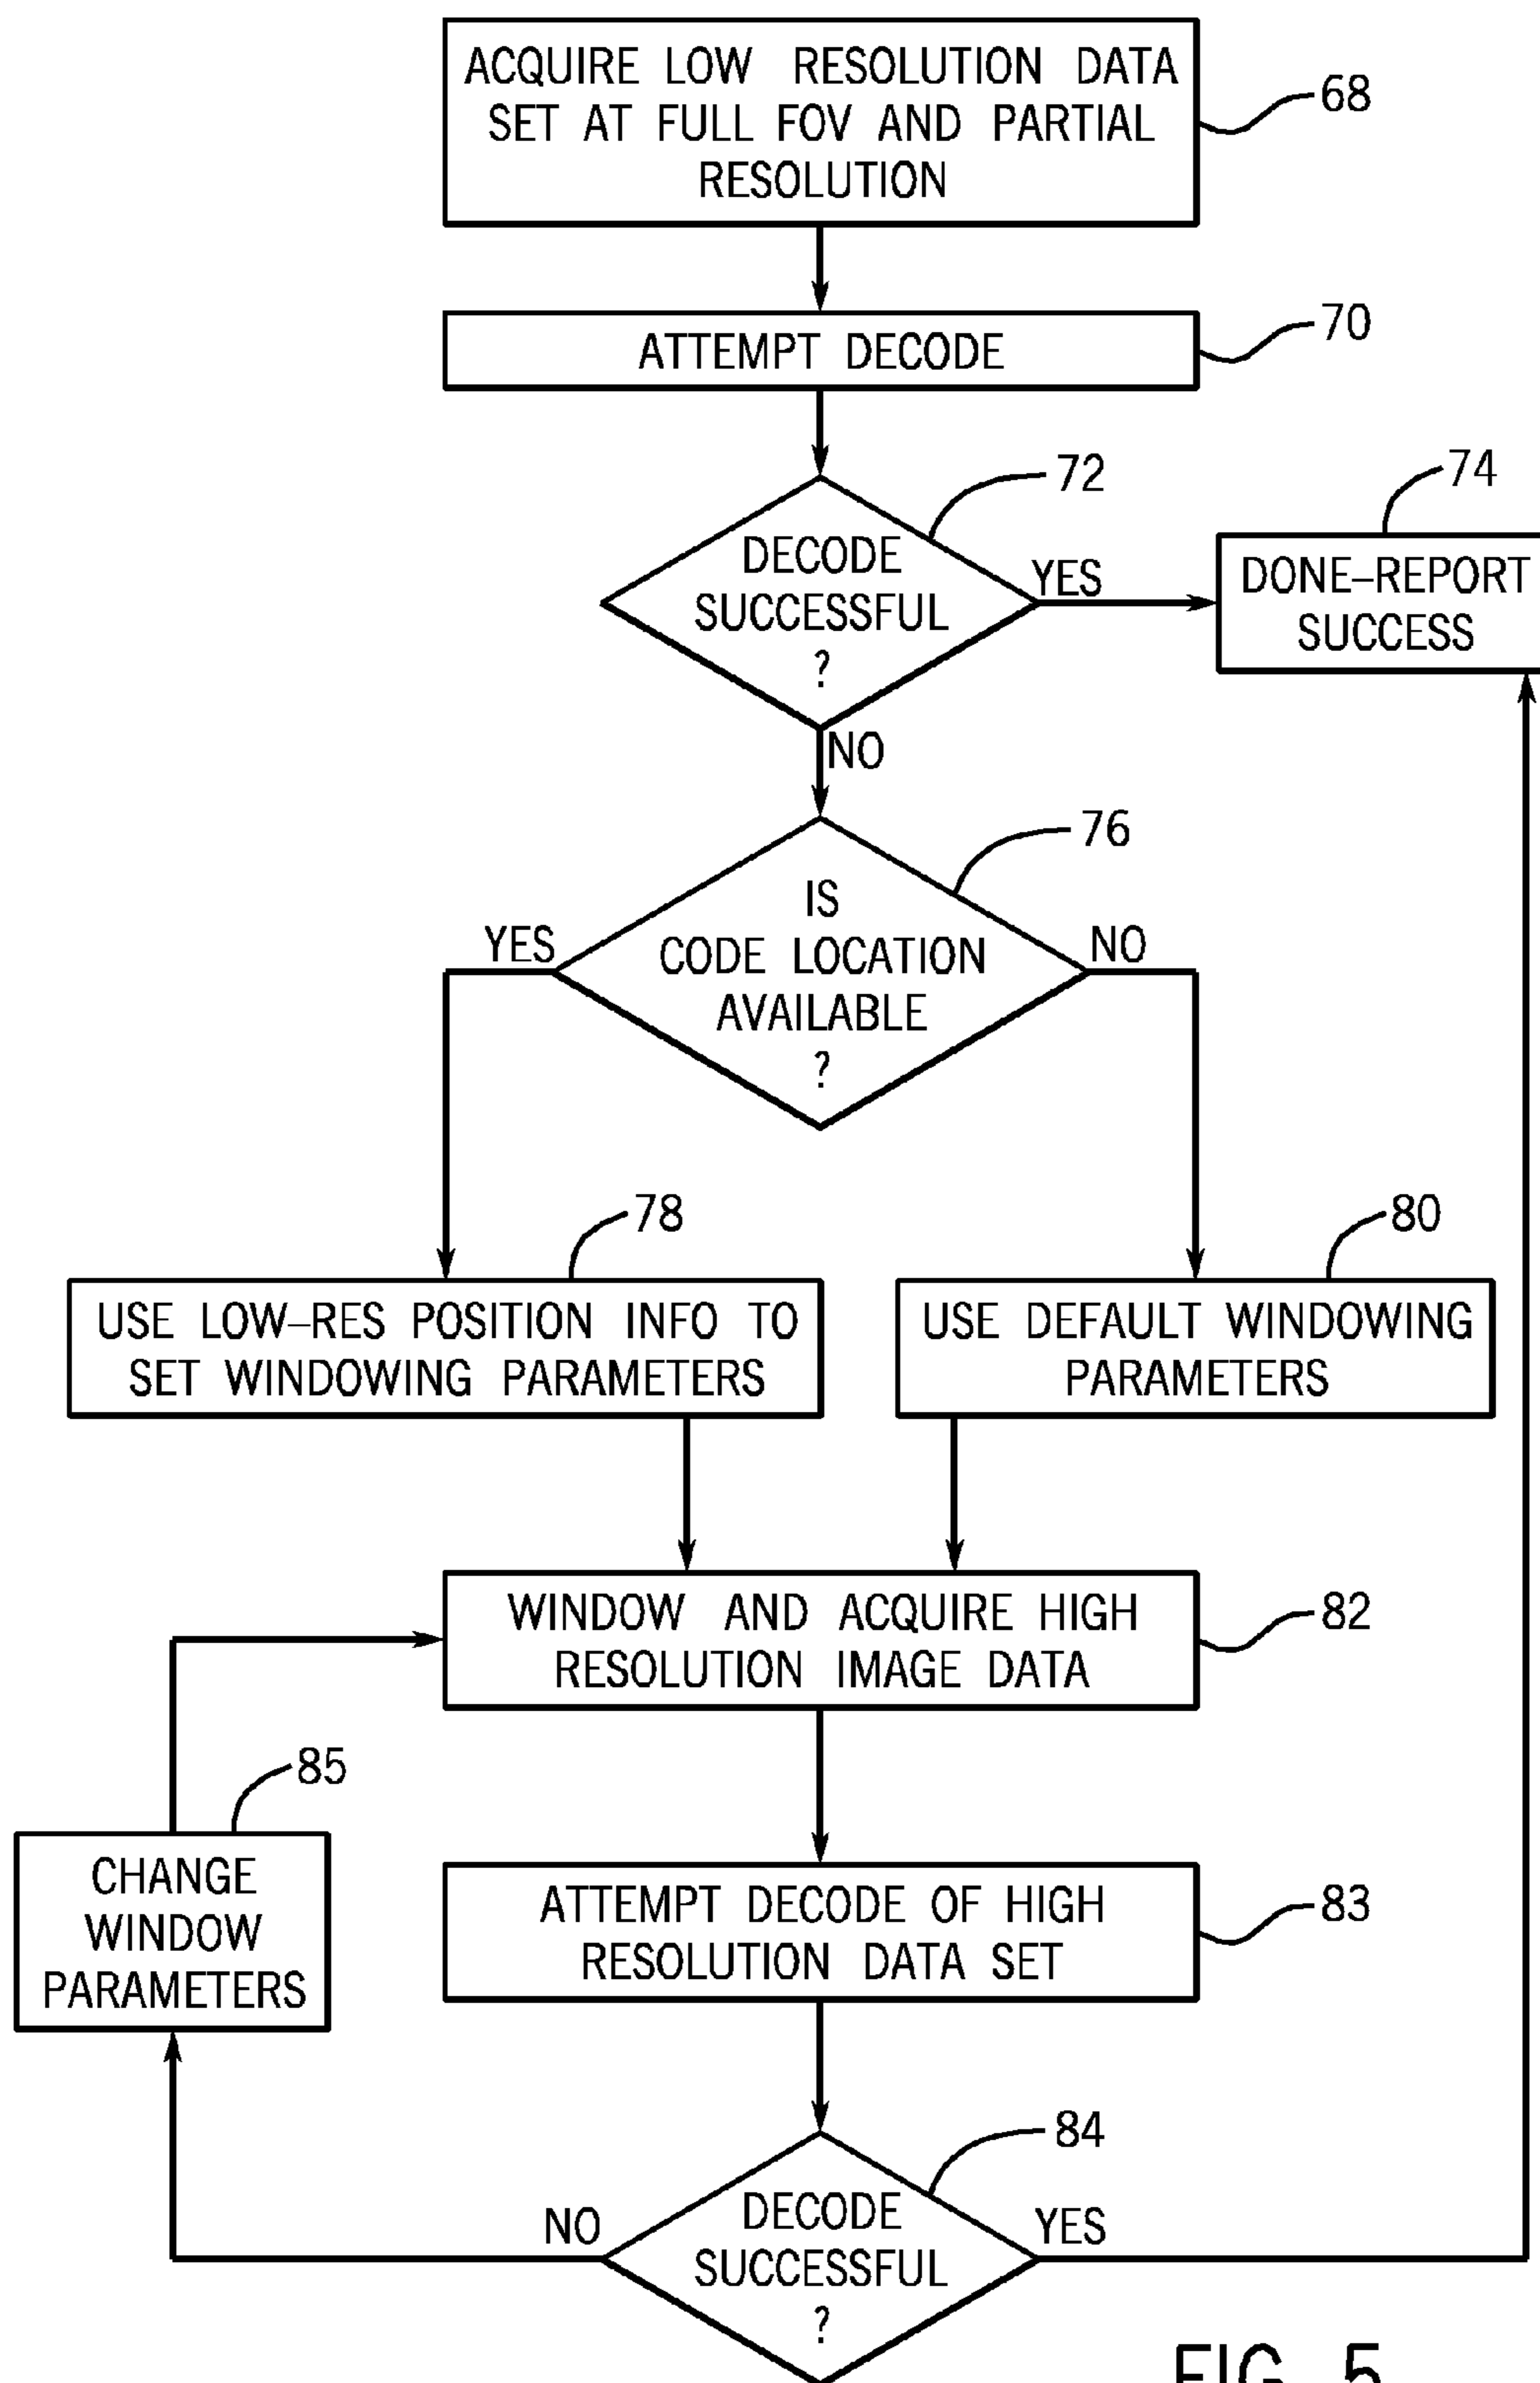 ACQUIRE LOW RESOLUTION DATA
SET AT FULL FOV AND PARTIAL
RESOLUTION
68
ATTEMPT DECODE
70
DECODE
SUCCESSFUL
?
72
YES
NO
DONE–REPORT
SUCCESS
74
IS
CODE LOCATION
AVAILABLE
?
76
YES
NO
USE LOW–RES POSITION INFO TO
SET WINDOWING PARAMETERS
78
USE DEFAULT WINDOWING
PARAMETERS
80
WINDOW AND ACQUIRE HIGH
RESOLUTION IMAGE DATA
82
CHANGE
WINDOW
PARAMETERS
85
ATTEMPT DECODE OF HIGH
RESOLUTION DATA SET
83
DECODE
SUCCESSFUL
?
84
NO
YES
FIG. 5